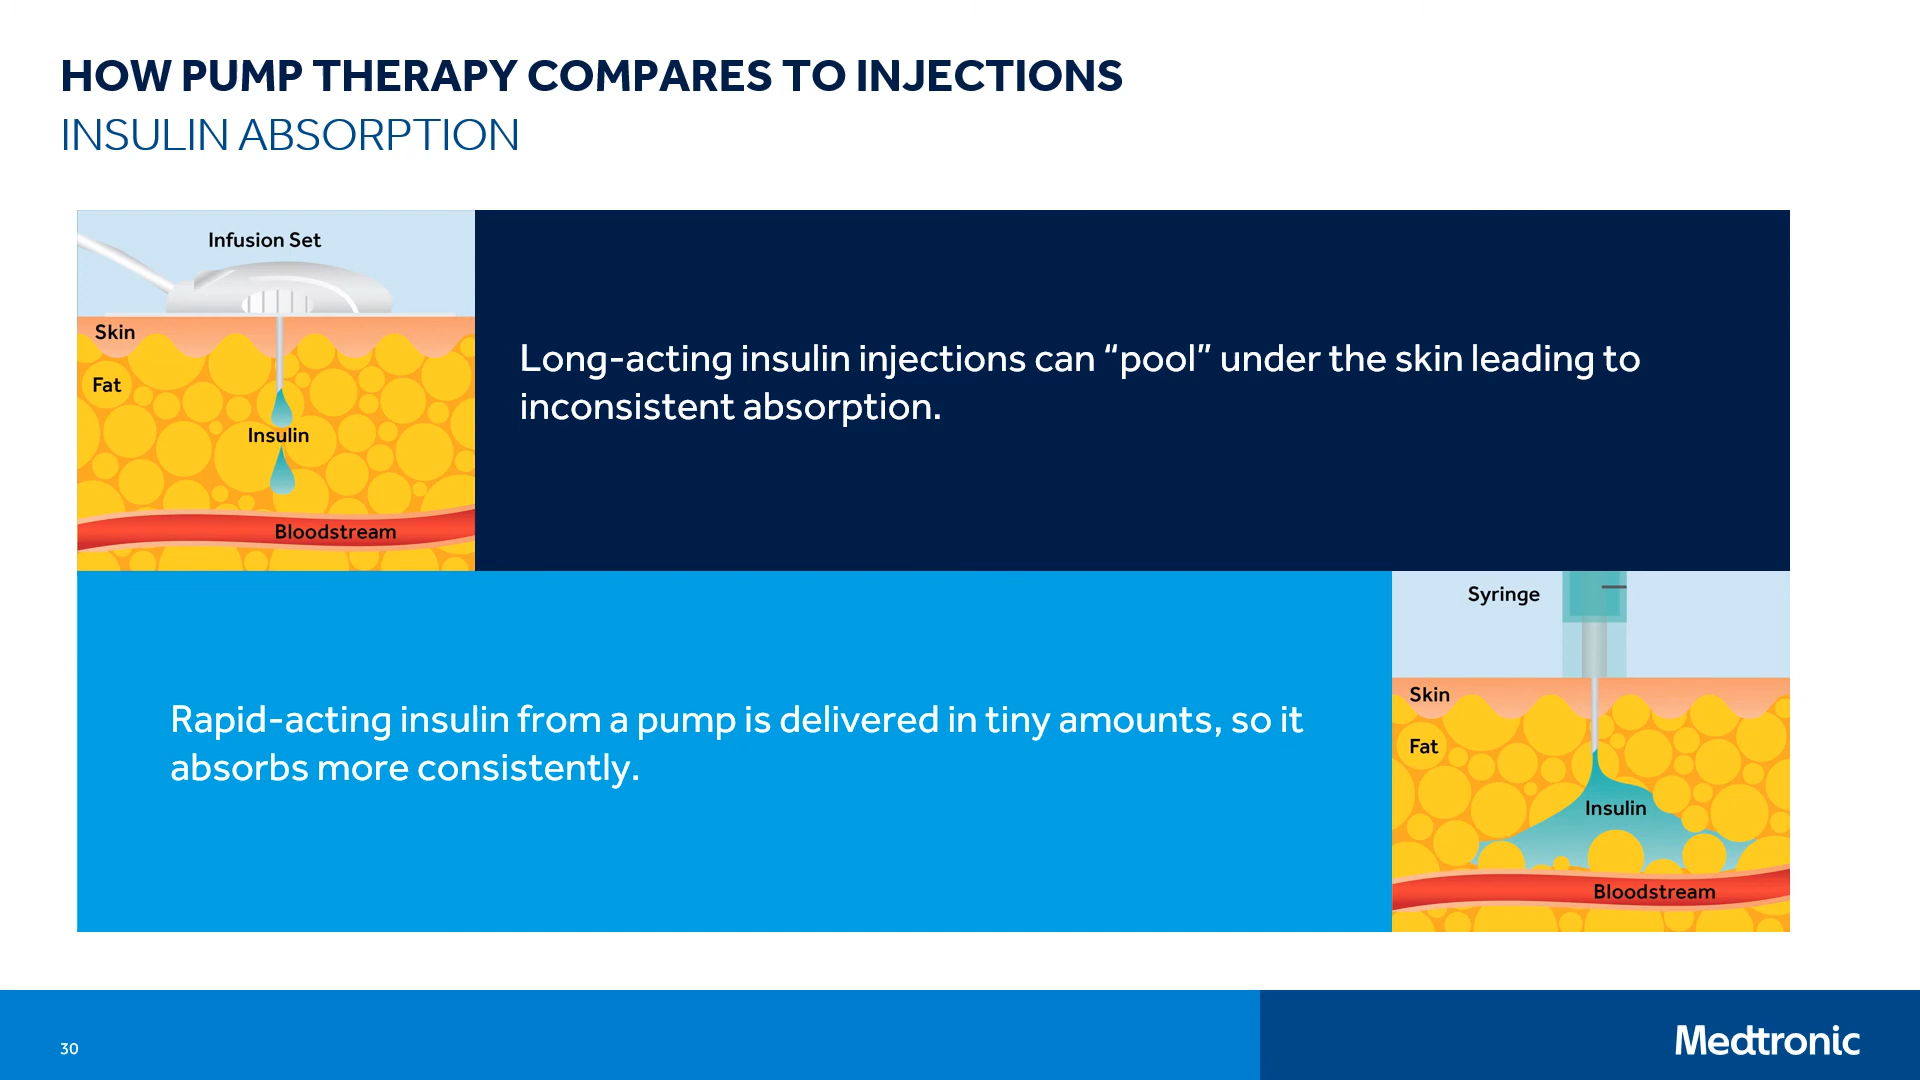 HOW PUMP THERAPY COMPARES TO INJECTIONS
INSULIN ABSORPTION
Infusion Set
Skin
Fat
Insulin
Bloodstream
Long-acting insulin injections can “pool” under the skin leading to
inconsistent absorption.
Rapid-acting insulin from a pump is delivered in tiny amounts, so it
absorbs more consistently.
Syringe
Skin
Fat
Insulin
Bloodstream
30
Medtronic